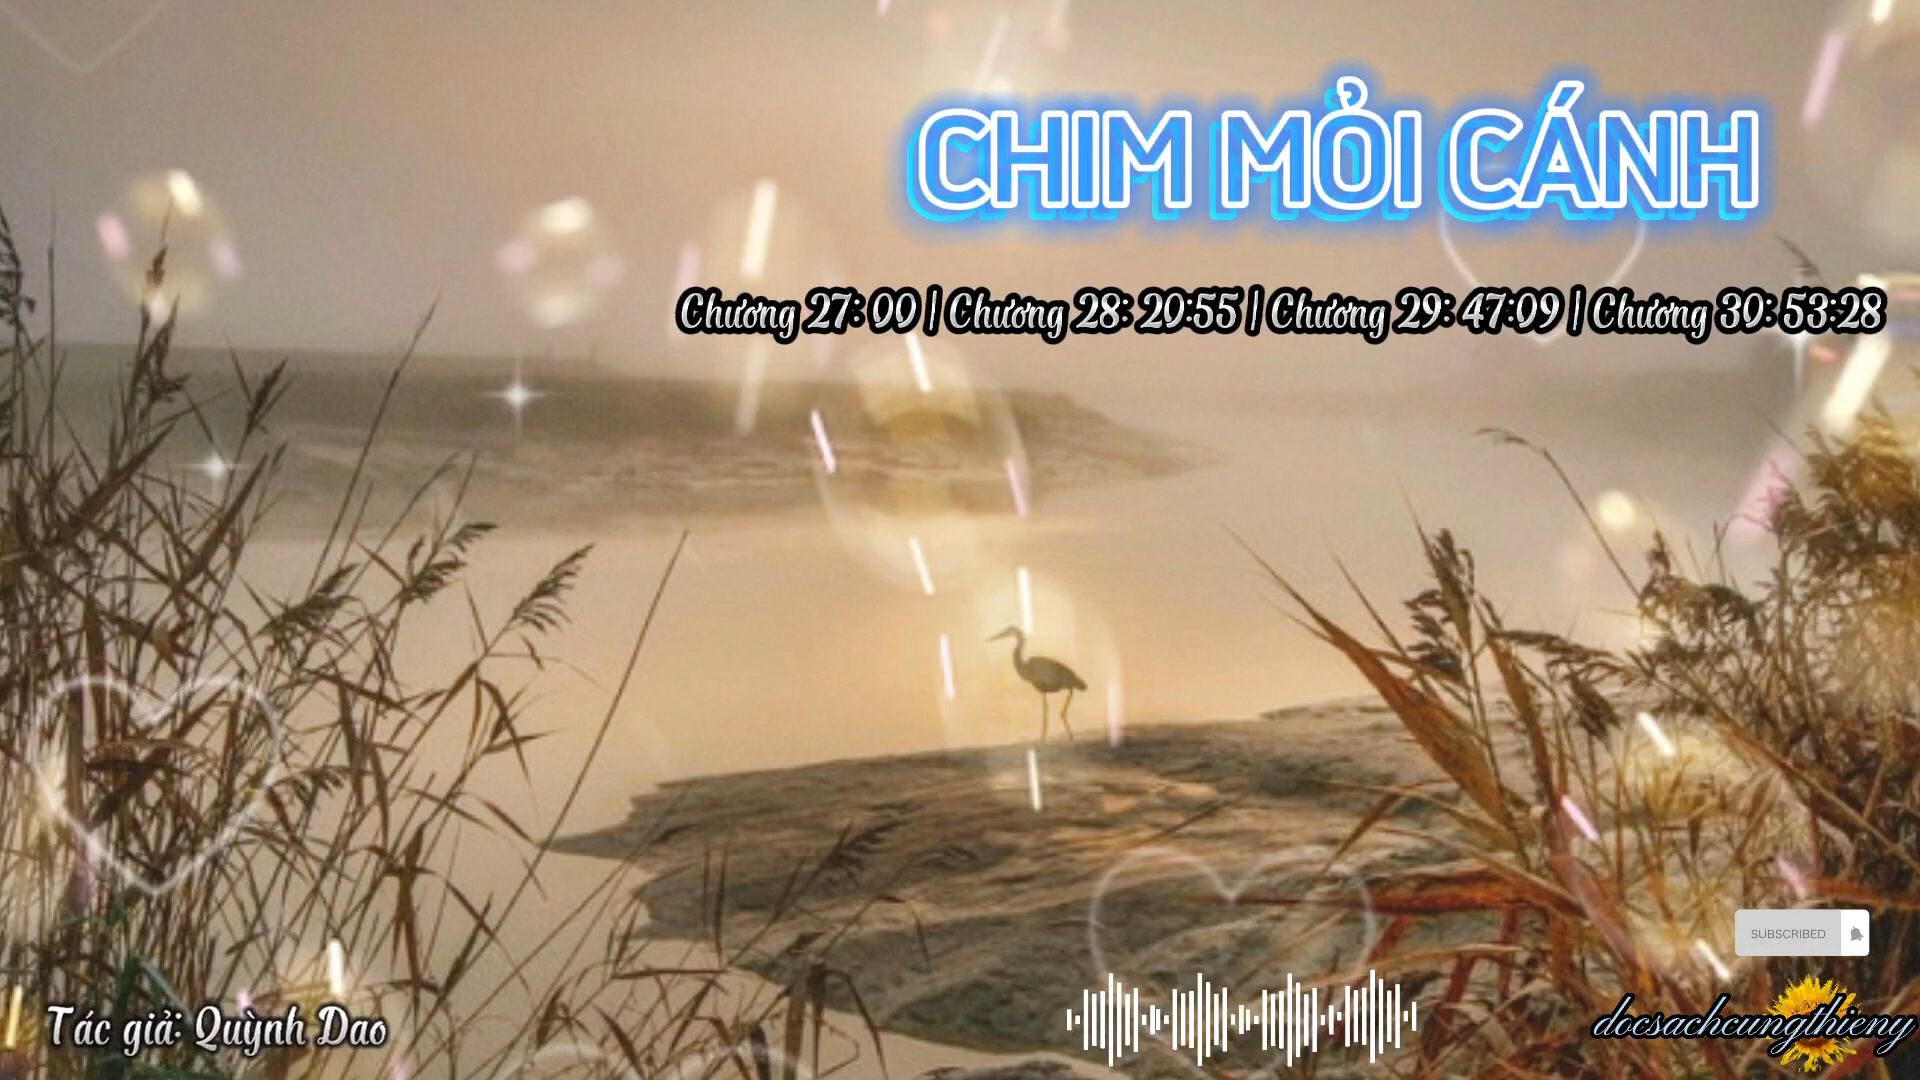 CHIM MỎI CÁNH
Chương 27: 00 | Chương 28: 20:55 | Chương 29: 47:09 | Chương 30: 53:28
SUBSCRIBED
Tác giả: Quỳnh Dao
docsachcungthieny